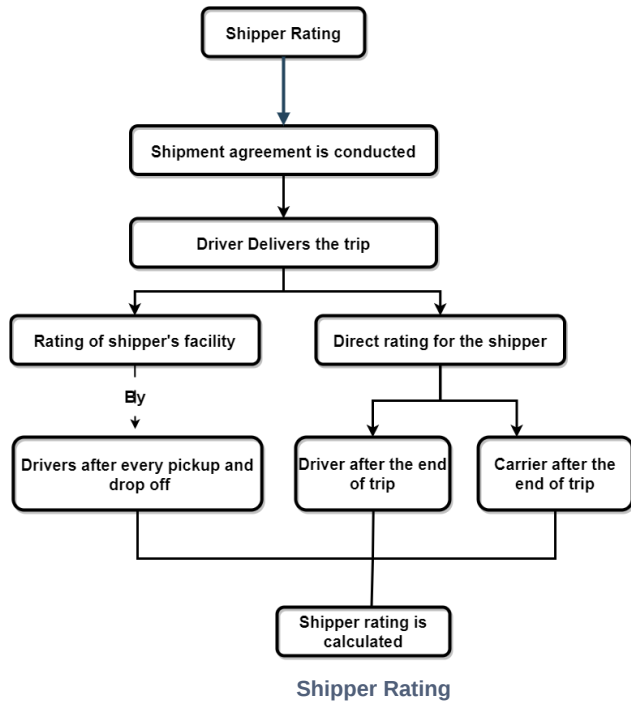 Shipper Rating
Shipment agreement is conducted
Driver Delivers the trip
Rating of shipper's facility
Direct rating for the shipper
By
Drivers after every pickup and
drop off
Driver after the end
of trip
Carrier after the
end of trip
Shipper rating is
calculated
Shipper Rating